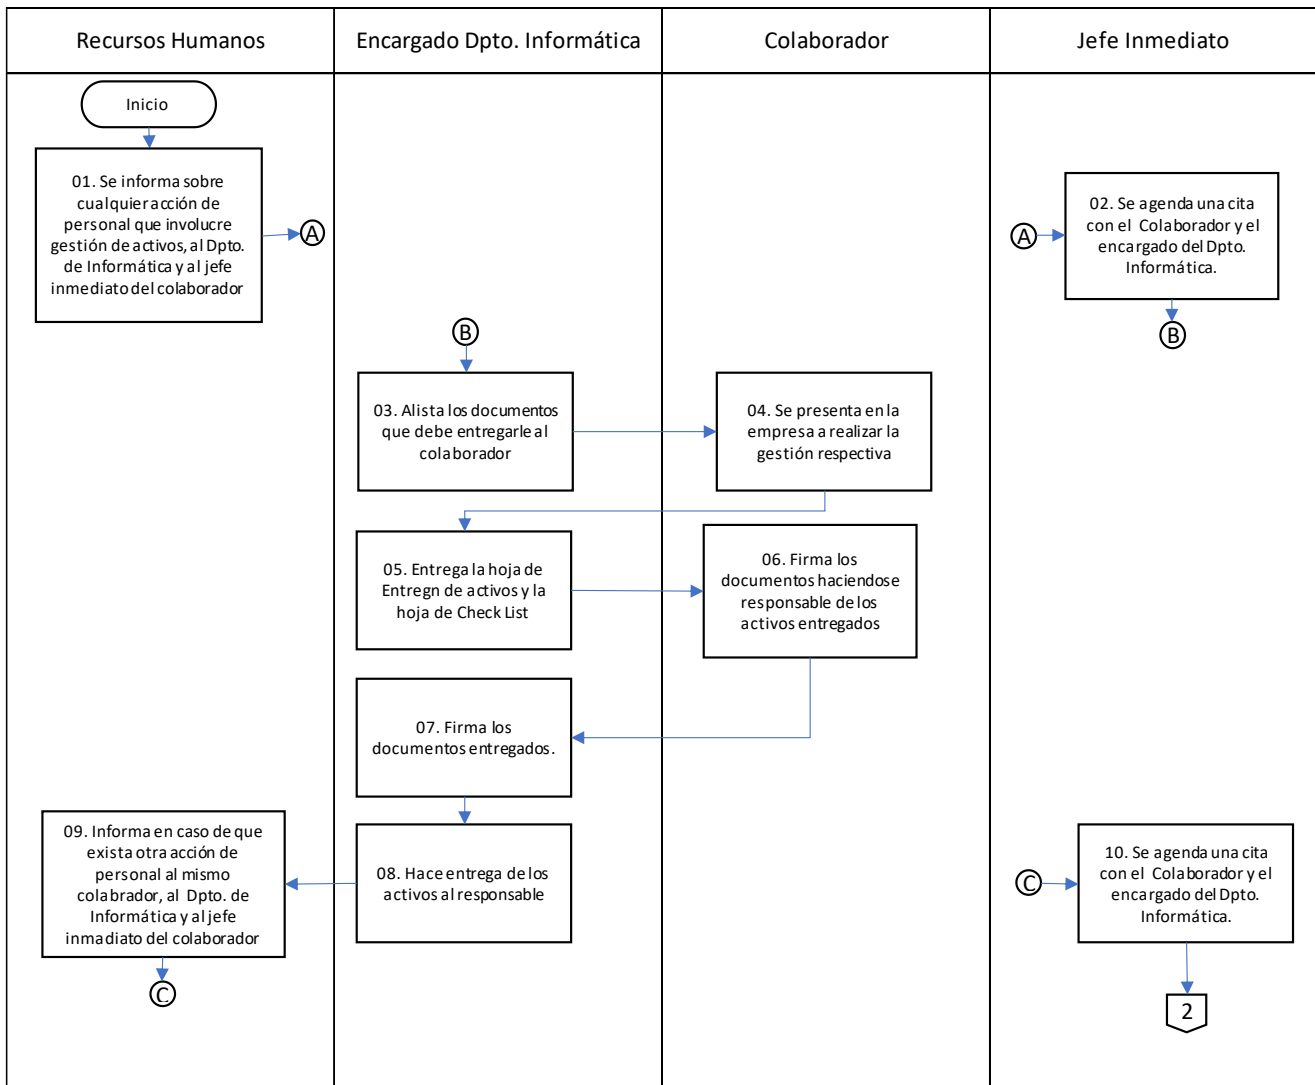 Recursos Humanos
Encargado Dpto. Informática
Colaborador
Jefe Inmediato
Inicio
01. Se informa sobre
cualquier acción de
personal que involucre
gestión de activos, al Dpto.
de Informática y al jefe
inmediato del colaborador
A
A
02. Se agenda una cita
con el Colaborador y el
encargado del Dpto.
Informática.
B
B
03. Alista los documentos
que debe entregarle al
colaborador
04. Se presenta en la
empresa a realizar la
gestión respectiva
05. Entrega la hoja de
Entregn de activos y la
hoja de Check List
06. Firma los
documentos haciendose
responsable de los
activos entregados
07. Firma los
documentos entregados.
08. Hace entrega de los
activos al responsable
09. Informa en caso de que
exista otra acción de
personal al mismo
colabrador, al Dpto. de
Informática y al jefe
inmadiato del colaborador
C
C
10. Se agenda una cita
con el Colaborador y el
encargado del Dpto.
Informática.
2